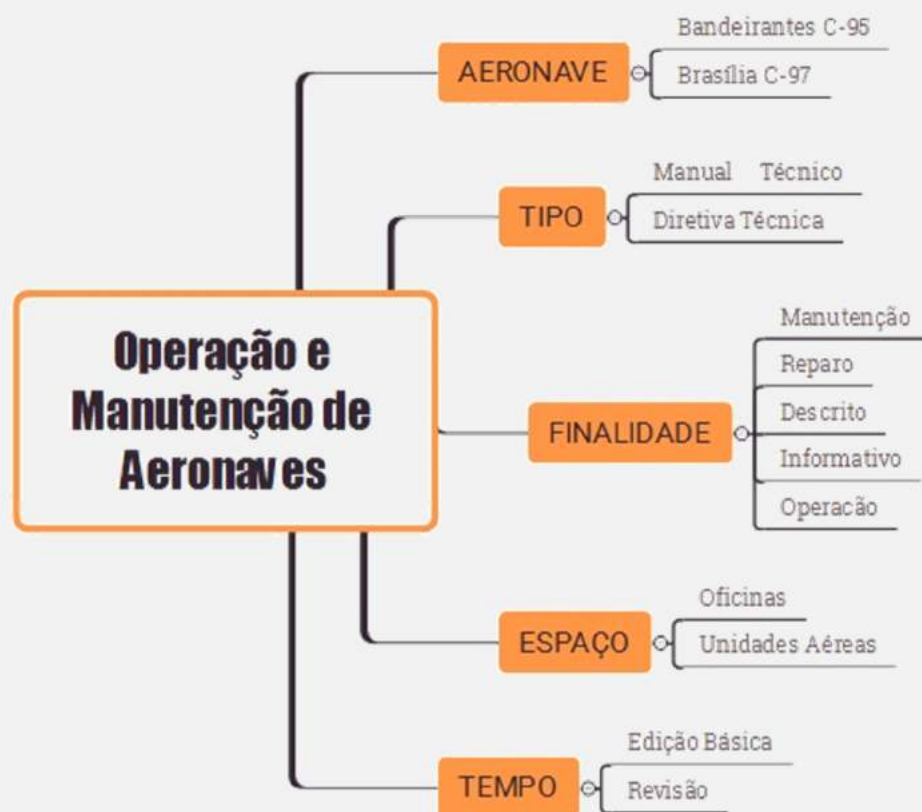 Operação e
Manutenção de
Aeronaves
AERONAVE
Bandeirantes C-95
Brasília C-97
TIPO
Manual Técnico
Diretiva Técnica
FINALIDADE
Manutenção
Reparo
Descrito
Informativo
Operacão
ESPAÇO
Oficinas
Unidades Aéreas
TEMPO
Edição Básica
Revisão